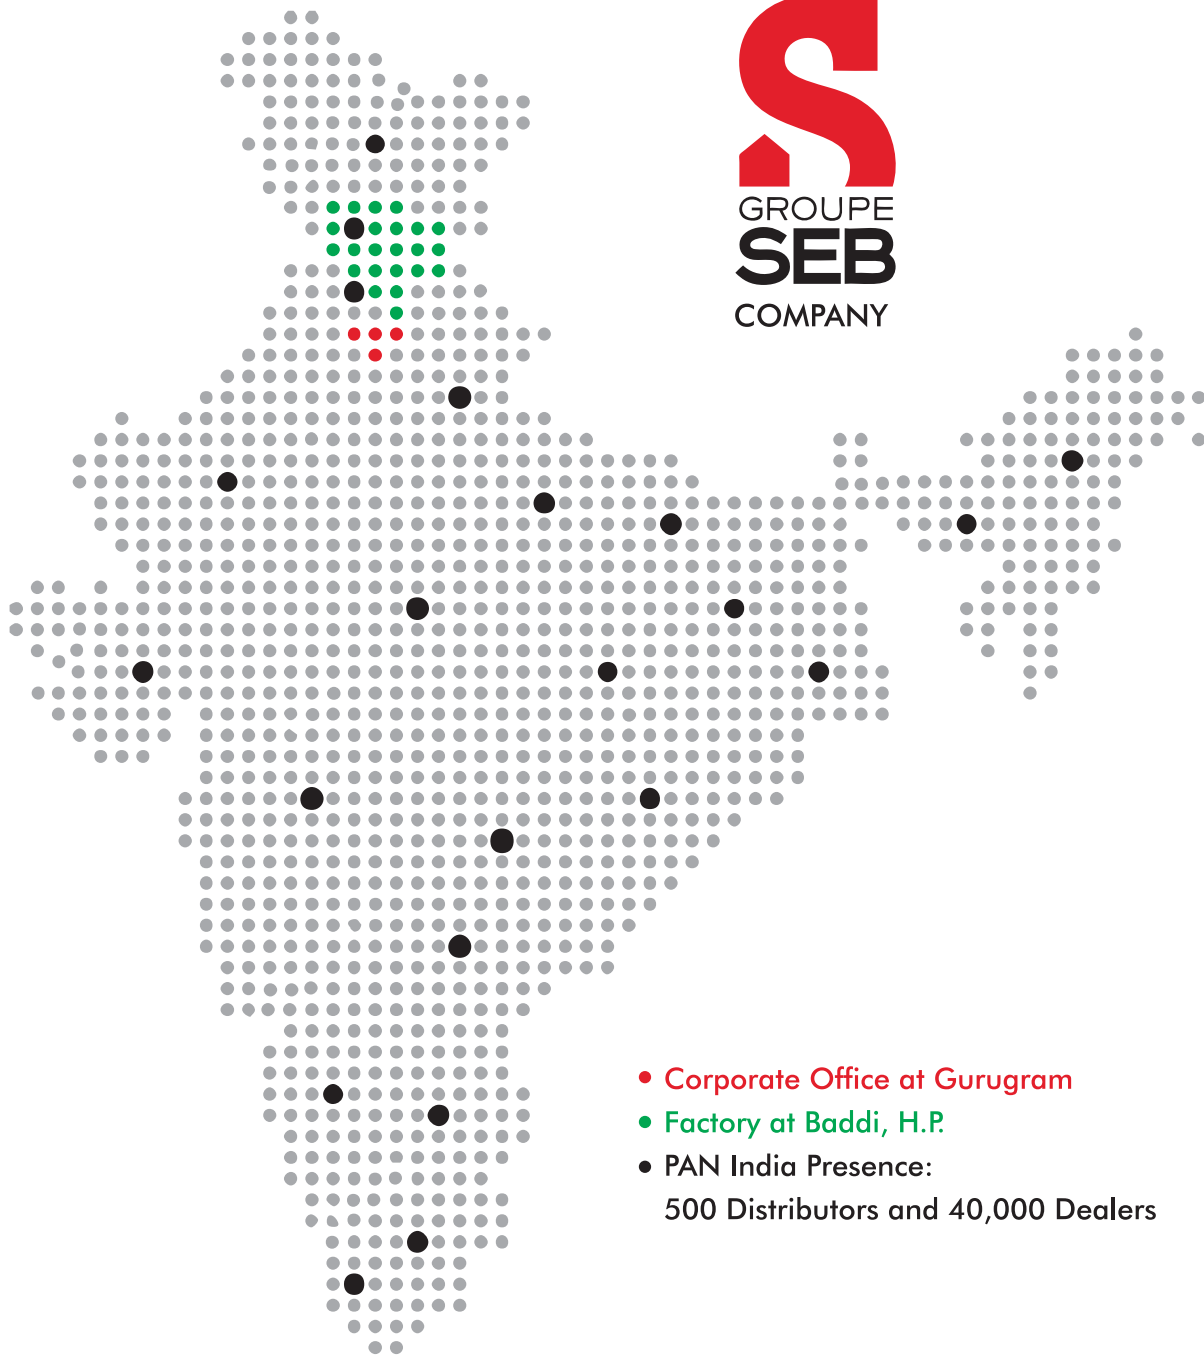 GROUPE
SEB
COMPANY
• Corporate Office at Gurugram
• Factory at Baddi, H.P.
• PAN India Presence:
500 Distributors and 40,000 Dealers